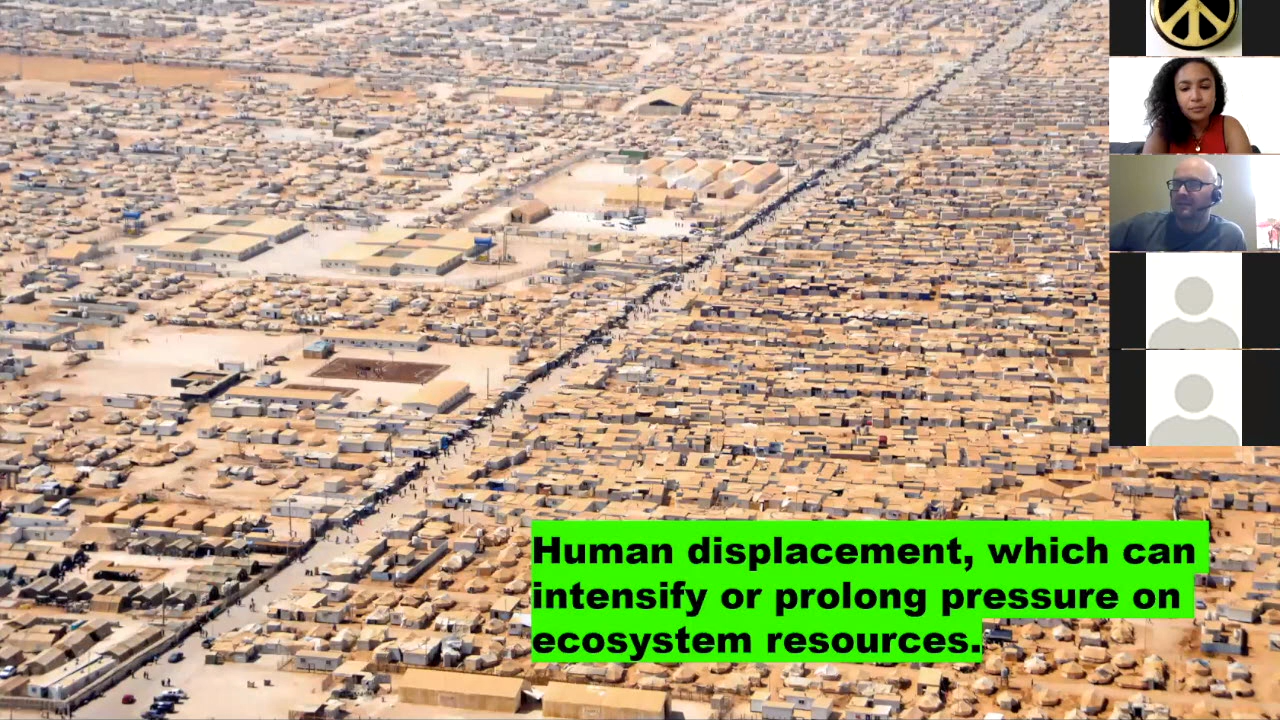 Human displacement, which can
intensify or prolong pressure on
ecosystem resources.